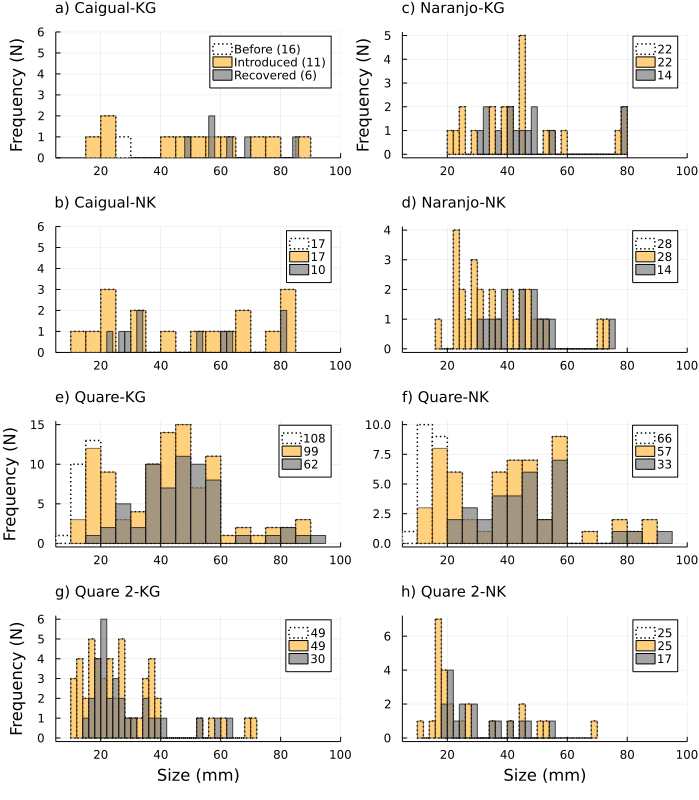 a) Caigual-KG
Frequency (N)
6
5
4
3
2
1
0
20 40 60 80 100
Before (16)
Introduced (11)
Recovered (6)
c) Naranjo-KG
Frequency (N)
5
4
3
2
1
0
20 40 60 80 100
22
22
14
b) Caigual-NK
6
5
4
3
2
1
0
20 40 60 80 100
17
17
10
d) Naranjo-NK
4
3
2
1
0
20 40 60 80 100
28
28
14
e) Quare-KG
Frequency (N)
15
10
5
0
20 40 60 80 100
108
99
62
f) Quare-NK
10.0
7.5
5.0
2.5
0.0
20 40 60 80 100
66
57
33
g) Quare 2-KG
Frequency (N)
6
5
4
3
2
1
0
20 40 60 80 100
Size (mm)
49
49
30
h) Quare 2-NK
6
4
2
0
20 40 60 80 100
Size (mm)
25
25
17